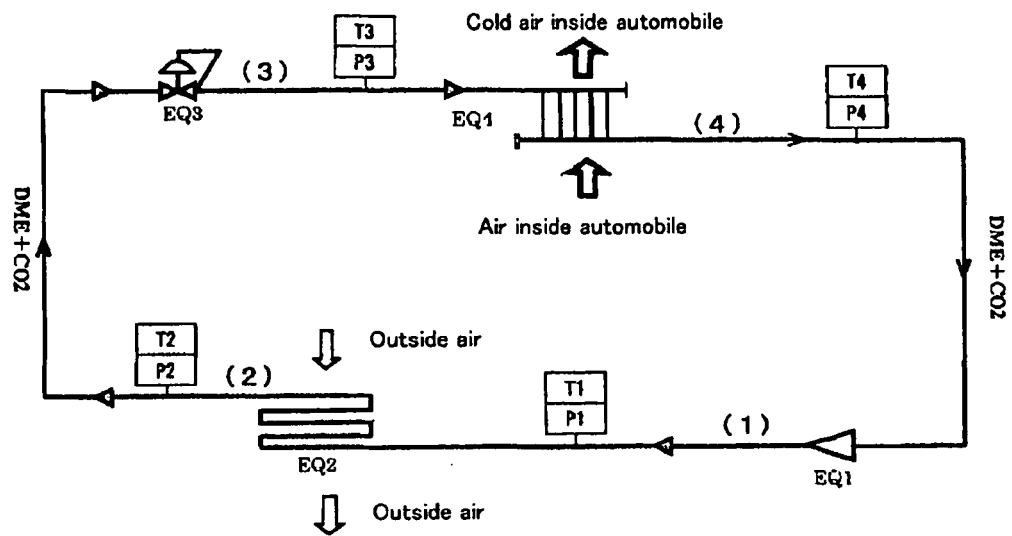 Cold air inside automobile
T3
P3
(3)
EQ3
EQ1
T4
P4
(4)
Air inside automobile
DME+CO2
DME+CO2
T2
P2
(2)
Outside air
T1
P1
(1)
EQ2
EQ1
Outside air